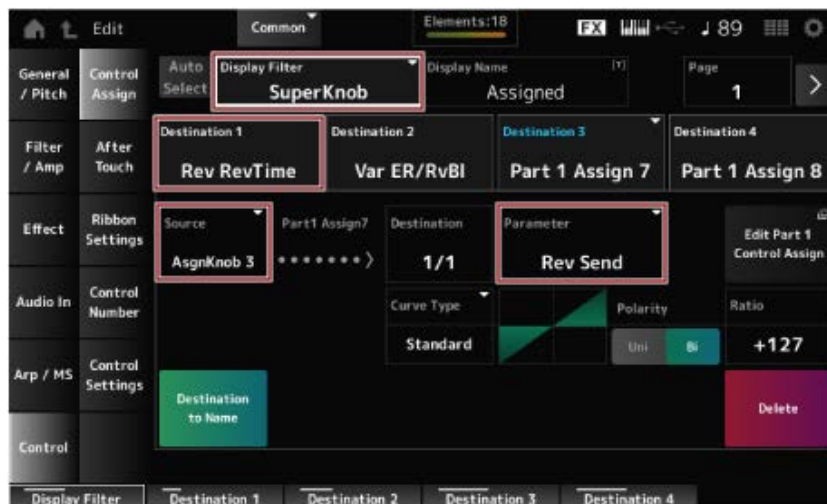 Edit
Common
Elements:18
FX
89
General / Pitch
Control Assign
Auto Select
Display Filter
SuperKnob
Display Name
[T]
Assigned
Page
1
Filter / Amp
After Touch
Destination 1
Rev RevTime
Destination 2
Var ER/RvBl
Destination 3
Part 1 Assign 7
Destination 4
Part 1 Assign 8
Effect
Ribbon Settings
Source
AsgnKnob 3
Part1 Assign7
Destination
1/1
Parameter
Rev Send
Edit Part 1
Control Assign
Audio In
Control Number
Curve Type
Standard
Polarity
Uni
Bi
Ratio
+127
Arp / MS
Control Settings
Destination to Name
Delete
Control
Display Filter
Destination 1
Destination 2
Destination 3
Destination 4